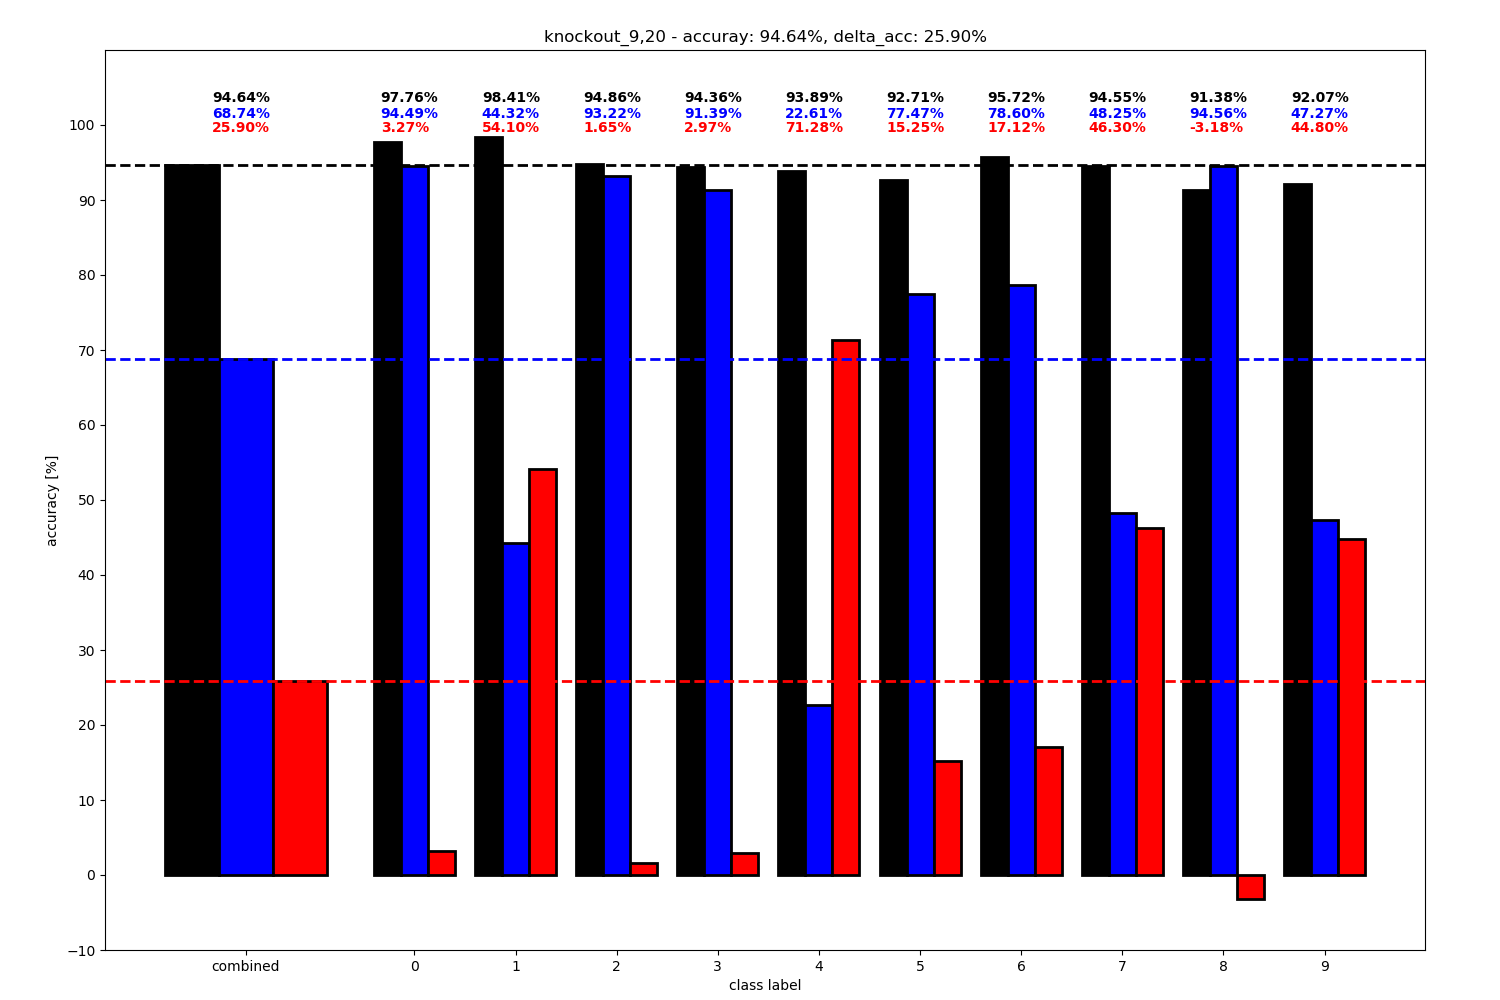 knockout_9,20 - accuray: 94.64%, delta_acc: 25.90%
94.64% 97.76% 98.41% 94.86% 94.36% 93.89% 92.71% 95.72% 94.55% 91.38% 92.07%
68.74% 94.49% 44.32% 93.22% 91.39% 22.61% 77.47% 78.60% 48.25% 94.56% 47.27%
25.90% 3.27% 54.10% 1.65% 2.97% 71.28% 15.25% 17.12% 46.30% -3.18% 44.80%
100
90
80
70
60
50
40
30
20
10
0
−10
accuracy [%]
combined 0 1 2 3 4 5 6 7 8 9
class label